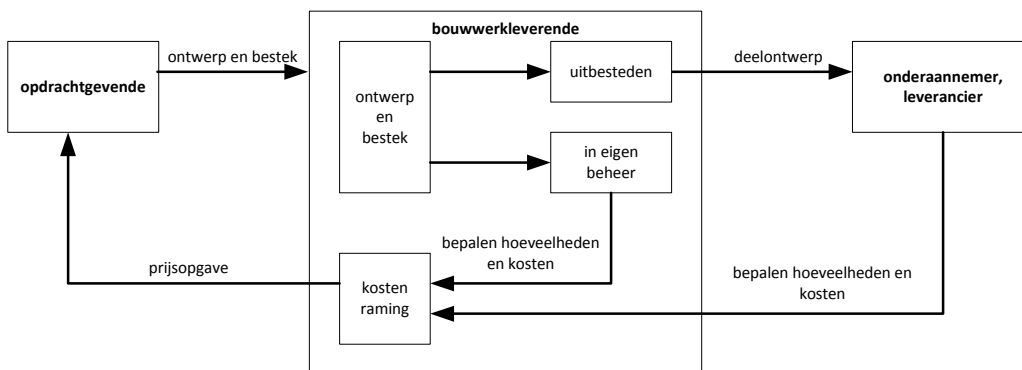 bouwwerkleverende
ontwerp en bestek
opdrachtgevende
ontwerp
en
bestek
uitbesteden
deelontwerp
onderaannemer,
leverancier
in eigen
beheer
bepalen hoeveelheden
en kosten
prijsopgave
kosten
raming
bepalen hoeveelheden en
kosten